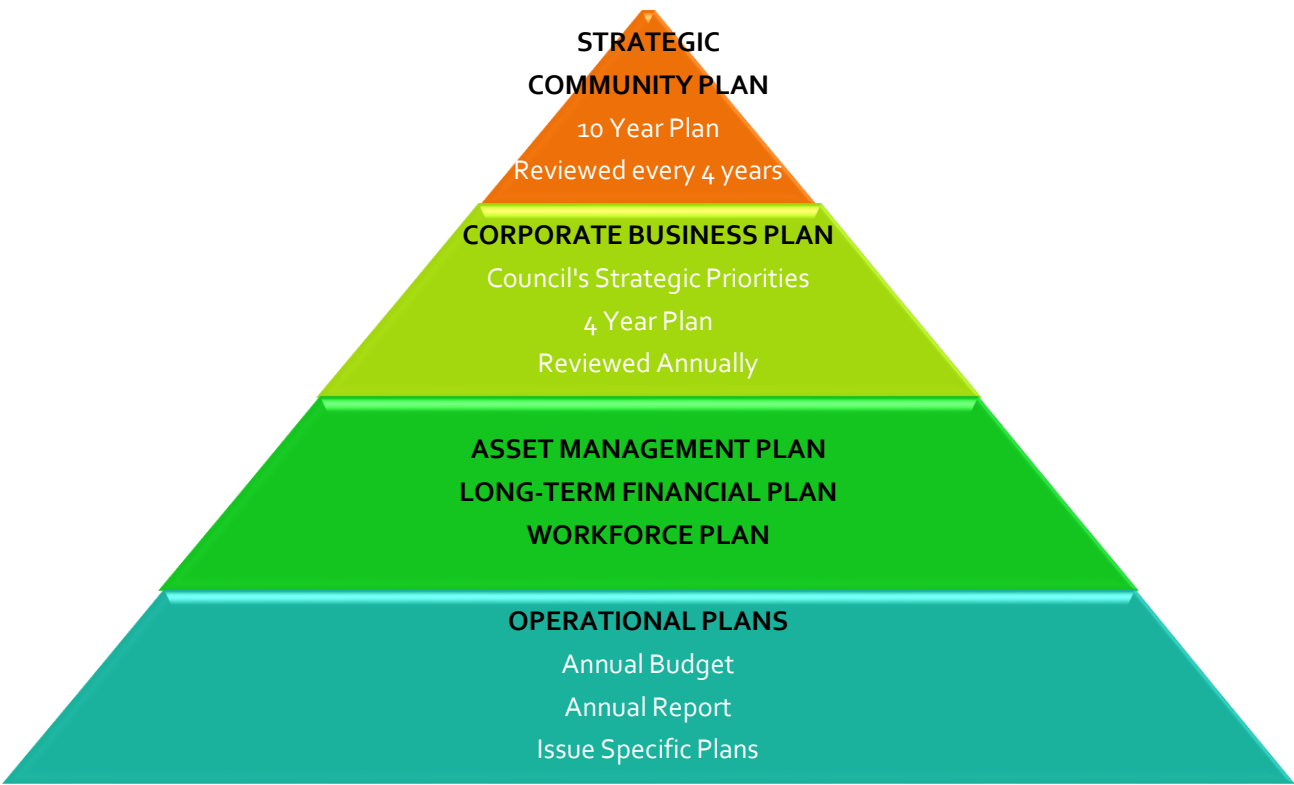 STRATEGIC
COMMUNITY PLAN
10 Year Plan
Reviewed every 4 years
CORPORATE BUSINESS PLAN
Council's Strategic Priorities
4 Year Plan
Reviewed Annually
ASSET MANAGEMENT PLAN
LONG-TERM FINANCIAL PLAN
WORKFORCE PLAN
OPERATIONAL PLANS
Annual Budget
Annual Report
Issue Specific Plans